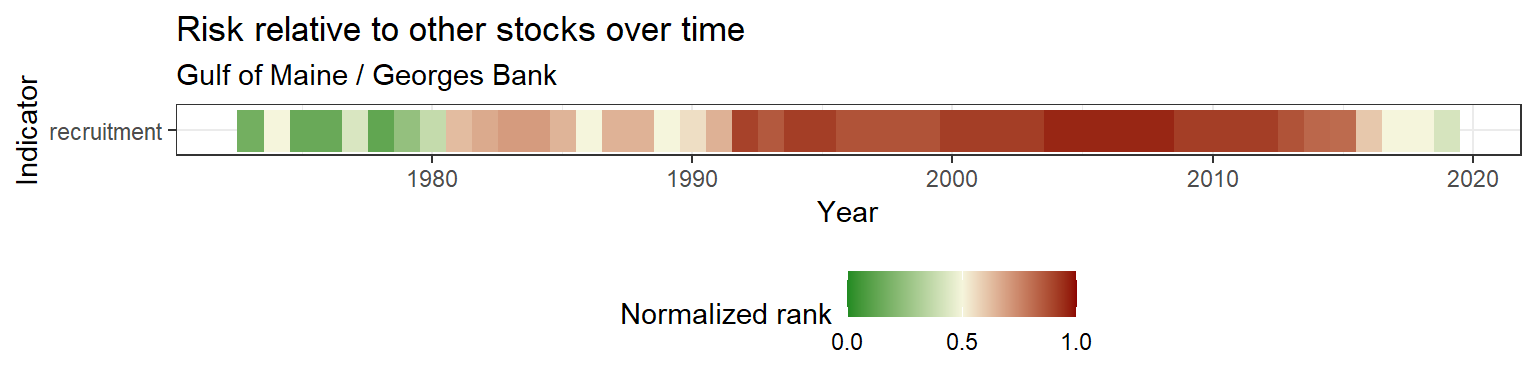 Risk relative to other stocks over time
Gulf of Maine / Georges Bank
Indicator
recruitment
1980 1990 2000 2010 2020
Year
Normalized rank
0.0 0.5 1.0